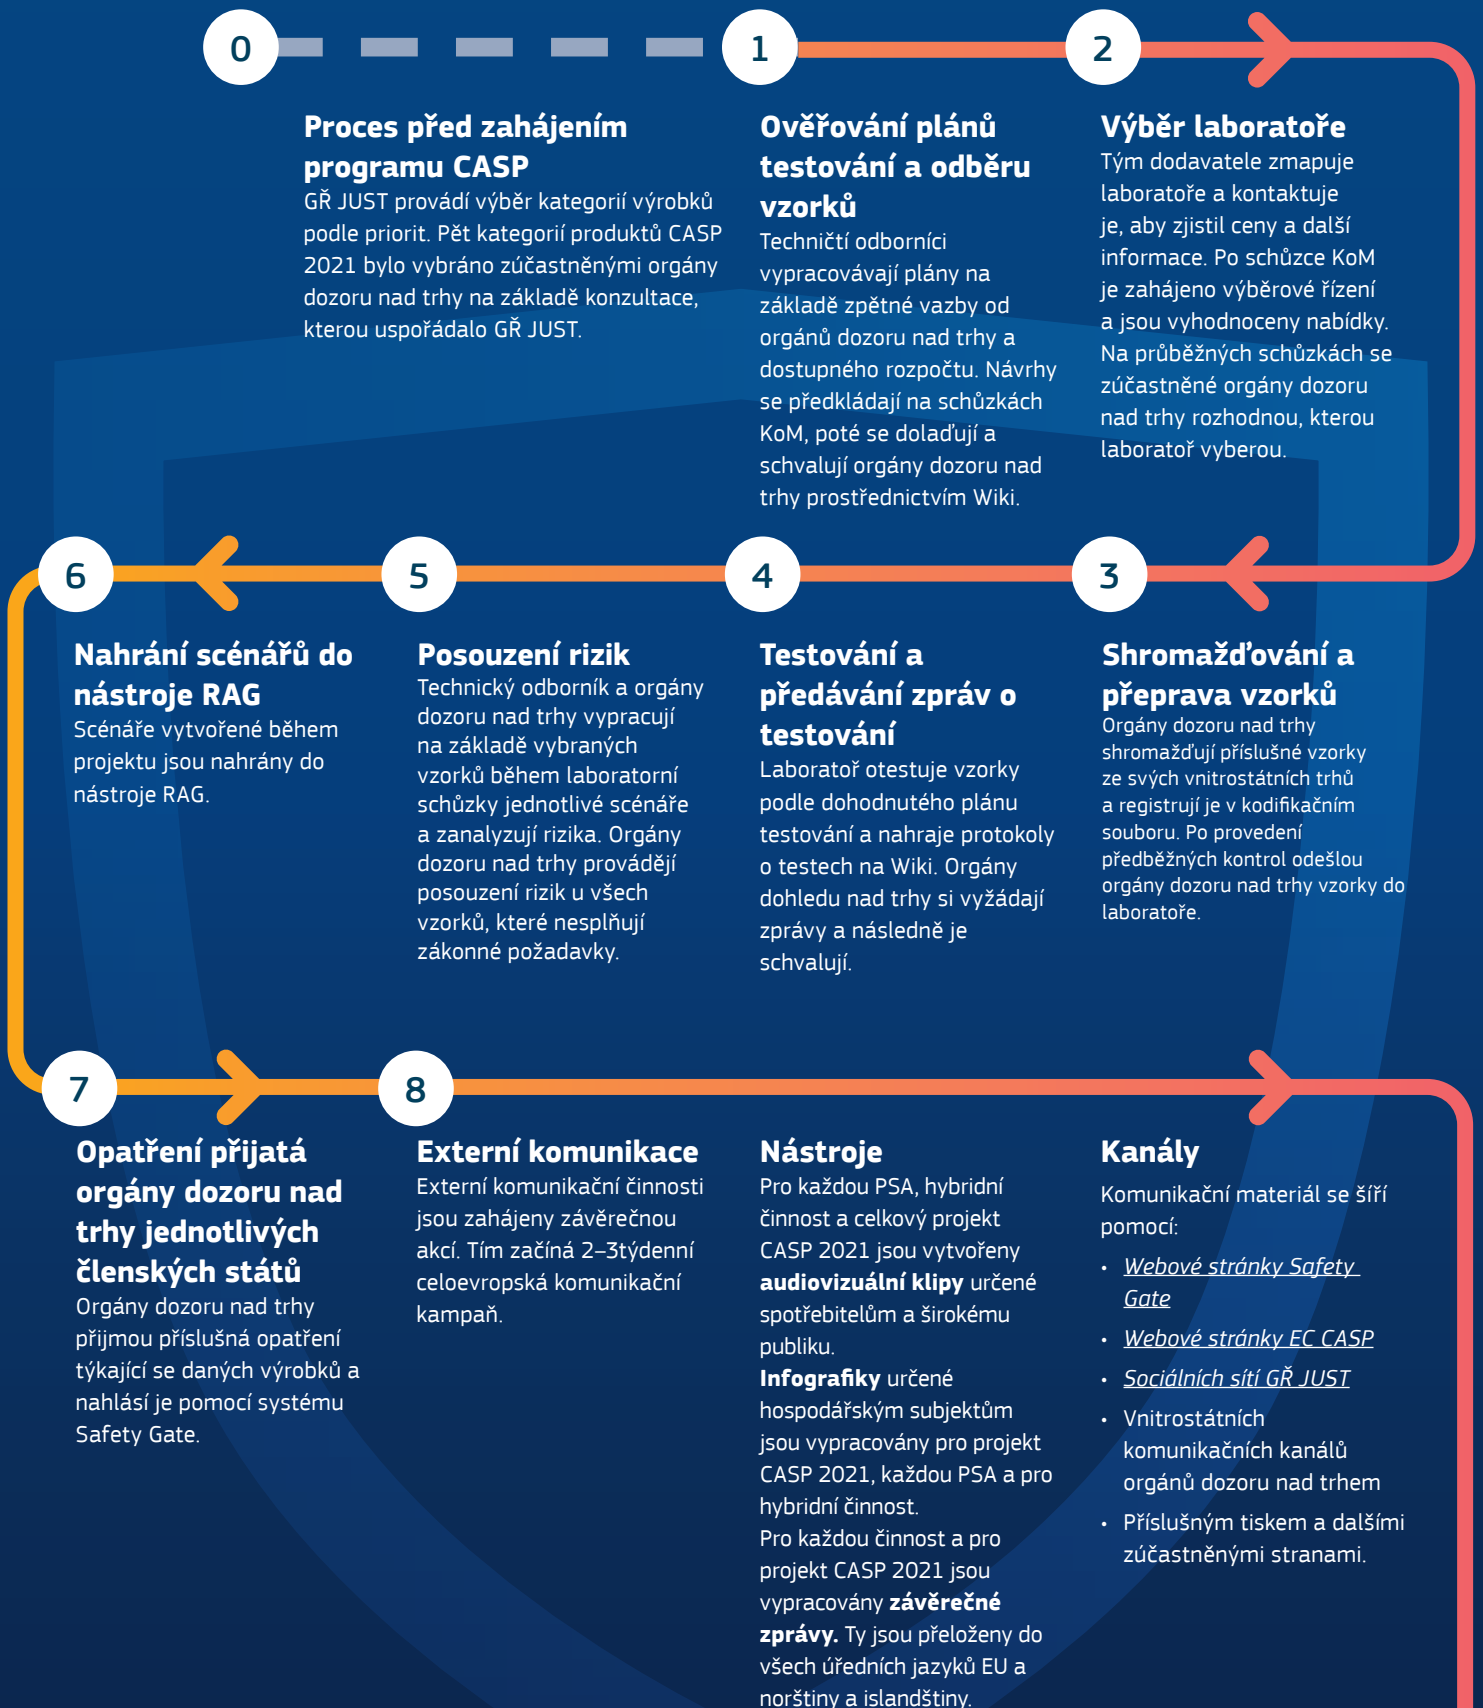 0
Proces před zahájením
programu CASP
GŘ JUST provádí výběr kategorií výrobků
podle priorit. Pět kategorií produktů CASP
2021 bylo vybráno zúčastněnými orgány
dozoru nad trhy na základě konzultace,
kterou uspořádalo GŘ JUST.
1
Ověřování plánů
testování a odběru
vzorků
Techničtí odborníci
vypracovávají plány na
základě zpětné vazby od
orgánů dozoru nad trhy a
dostupného rozpočtu. Návrhy
se předkládají na schůzkách
KoM, poté se dolaďují a
schvalují orgány dozoru nad
trhy prostřednictvím Wiki.
2
Výběr laboratoře
Tým dodavatele zmapuje
laboratoře a kontaktuje
je, aby zjistil ceny a další
informace. Po schůzce KoM
je zahájeno výběrové řízení
a jsou vyhodnoceny nabídky.
Na průběžných schůzkách se
zúčastněné orgány dozoru
nad trhy rozhodnou, kterou
laboratoř vyberou.
3
Shromažďování a
přeprava vzorků
Orgány dozoru nad trhy
shromažďují příslušné vzorky
ze svých vnitrostátních trhů
a registrují je v kodifikačním
souboru. Po provedení
předběžných kontrol odešlou
orgány dozoru nad trhy vzorky do
laboratoře.
4
Testování a
předávání zpráv o
testování
Laboratoř otestuje vzorky
podle dohodnutého plánu
testování a nahraje protokoly
o testech na Wiki. Orgány
dohledu nad trhy si vyžádají
zprávy a následně je
schvalují.
5
Posouzení rizik
Technický odborník a orgány
dozoru nad trhy vypracují
na základě vybraných
vzorků během laboratorní
schůzky jednotlivé scénáře
a zanalyzují rizika. Orgány
dozoru nad trhy provádějí
posouzení rizik u všech
vzorků, které nesplňují
zákonné požadavky.
6
Nahrání scénářů do
nástroje RAG
Scénáře vytvořené během
projektu jsou nahrány do
nástroje RAG.
7
Opatření přijatá
orgány dozoru nad
trhy jednotlivých
členských států
Orgány dozoru nad trhy
přijmou příslušná opatření
týkající se daných výrobků a
nahlásí je pomocí systému
Safety Gate.
8
Externí komunikace
Externí komunikační činnosti
jsou zahájeny závěrečnou
akcí. Tím začíná 2–3týdenní
celoevropská komunikační
kampaň.
Nástroje
Pro každou PSA, hybridní
činnost a celkový projekt
CASP 2021 jsou vytvořeny
audiovizuální klipy určené
spotřebitelům a širokému
publiku.
Infografiky určené
hospodářským subjektům
jsou vypracovány pro projekt
CASP 2021, každou PSA a pro
hybridní činnost.
Pro každou činnost a pro
projekt CASP 2021 jsou
vypracovány závěrečné
zprávy. Ty jsou přeloženy do
všech úředních jazyků EU a
norštiny a islandštiny.
Kanály
Komunikační materiál se šíří
pomocí:
• Webové stránky Safety
Gate
• Webové stránky EC CASP
• Sociálních sítí GŘ JUST
• Vnitrostátních
komunikačních kanálů
orgánů dozoru nad trhem
• Příslušným tiskem a dalšími
zúčastněnými stranami.